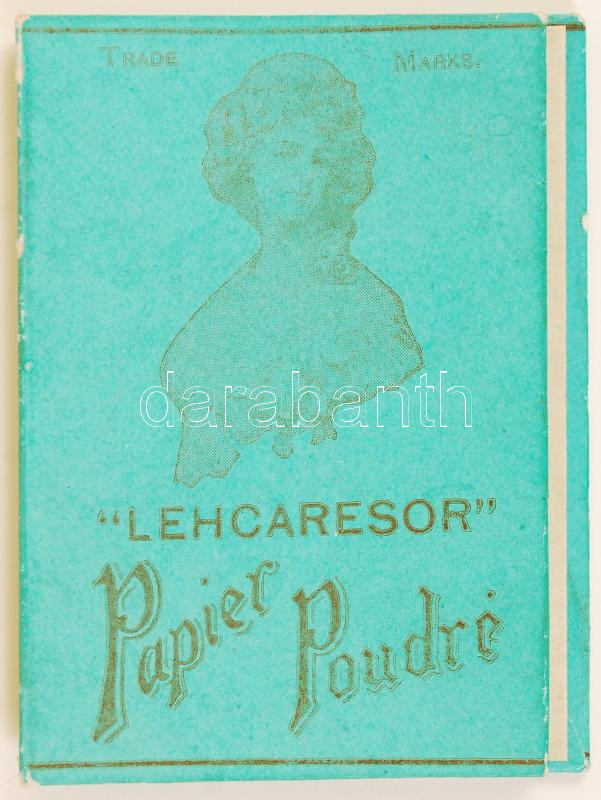 TRADE MARKS.
darabanth
"LEHCARESOR"
Papier Poudré